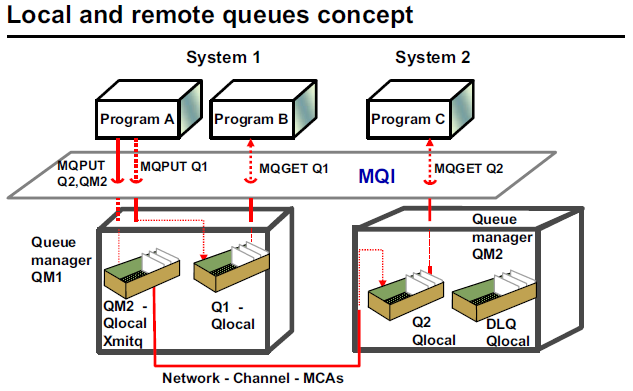 Local and remote queues concept
System 1
System 2
Program A
Program B
Program C
MQPUT
Q2,QM2
MQPUT Q1
MQGET Q1
MQI
MQGET Q2
Queue
manager
QM1
QM2 -
Qlocal
Xmitq
Q1 -
Qlocal
Queue
manager
QM2
Q2
Qlocal
DLQ
Qlocal
Network - Channel - MCAs